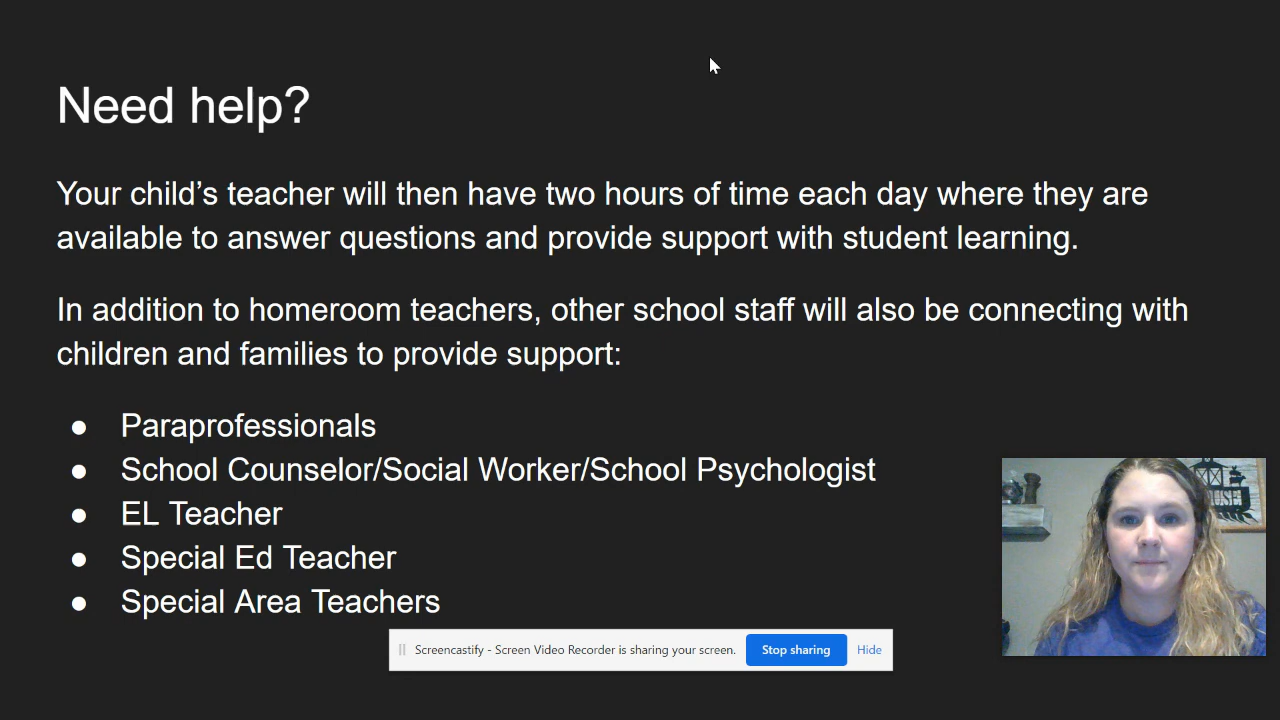 Need help?
Your child’s teacher will then have two hours of time each day where they are
available to answer questions and provide support with student learning.
In addition to homeroom teachers, other school staff will also be connecting with
children and families to provide support:
● Paraprofessionals
● School Counselor/Social Worker/School Psychologist
● EL Teacher
● Special Ed Teacher
● Special Area Teachers
Screencastify - Screen Video Recorder is sharing your screen. Stop sharing Hide